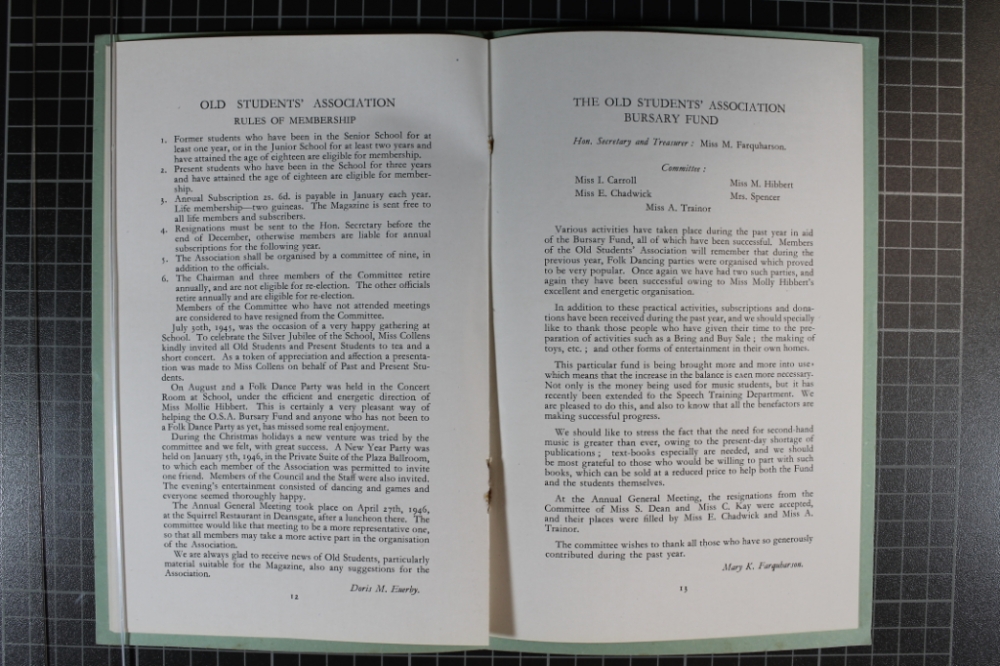 OLD STUDENTS' ASSOCIATION
RULES OF MEMBERSHIP
1. Former students who have been in the Senior School for at
least one year, or in the Junior School for at least two years and
have attained the age of eighteen are eligible for membership.
2. Present students who have been in the School for three years
and have attained the age of eighteen are eligible for member-
ship.
3. Annual Subscription 2s. 6d. is payable in January each year.
Life membership—two guineas. The Magazine is sent free to
all life members and subscribers.
4. Resignations must be sent to the Hon. Secretary before the
end of December, otherwise members are liable for annual
subscriptions for the following year.
5. The Association shall be organised by a committee of nine, in
addition to the officials.
6. The Chairman and three members of the Committee retire
annually, and are not eligible for re-election. The other officials
retire annually and are eligible for re-election.
Members of the Committee who have not attended meetings
are considered to have resigned from the Committee.
July 30th, 1945, was the occasion of a very happy gathering at
School. To celebrate the Silver Jubilee of the School, Miss Collens
kindly invited all Old Students and Present Students to tea and a
short concert. As a token of appreciation and affection a presenta-
tion was made to Miss Collens on behalf of Past and Present Stu-
dents.
On August and a Folk Dance Party was held in the Concert
Room at School, under the efficient and energetic direction of
Miss Mollie Hibbert. This is certainly a very pleasant way of
helping the O.S.A. Bursary Fund and anyone who has not been to
a Folk Dance Party as yet, has missed some real enjoyment.
During the Christmas holidays a new venture was tried by the
committee and we felt, with great success. A New Year Party was
held on January 5th, 1946, in the Private Suite of the Plaza Ballroom,
to which each member of the Association was permitted to invite
one friend. Members of the Council and the Staff were also invited.
The evening's entertainment consisted of dancing and games and
everyone seemed thoroughly happy.
The Annual General Meeting took place on April 27th, 1946,
at the Squirrel Restaurant in Deansgate, after a luncheon there. The
committee would like that meeting to be a more representative one,
so that all members may take a more active part in the organisation
of the Association.
We are always glad to receive news of Old Students, particularly
material suitable for the Magazine, also any suggestions for the
Association.
Doris M. Euerby.
12
THE OLD STUDENTS' ASSOCIATION
BURSARY FUND
Hon. Secretary and Treasurer : Miss M. Farquharson.
Committee :
Miss I. Carroll Miss M. Hibbert
Miss E. Chadwick Mrs. Spencer
Miss A. Trainor
Various activities have taken place during the past year in aid
of the Bursary Fund, all of which have been successful. Members
of the Old Students' Association will remember that during the
previous year, Folk Dancing parties were organised which proved
to be very popular. Once again we have had two such parties, and
again they have been successful owing to Miss Molly Hibbert's
excellent and energetic organisation.
In addition to these practical activities, subscriptions and dona-
tions have been received during the past year, and we should specially
like to thank those people who have given their time to the pre-
paration of activities such as a Bring and Buy Sale ; the making of
toys, etc. ; and other forms of entertainment in their own homes.
This particular fund is being brought more and more into use,
which means that the increase in the balance is even more necessary.
Not only is the money being used for music students, but it has
recently been extended to the Speech Training Department. We
are pleased to do this, and also to know that all the benefactors are
making successful progress.
We should like to stress the fact that the need for second-hand
music is greater than ever, owing to the present-day shortage of
publications ; text-books especially are needed, and we should
be most grateful to those who would be willing to part with such
books, which can be sold at a reduced price to help both the Fund
and the students themselves.
At the Annual General Meeting, the resignations from the
Committee of Miss S. Dean and Miss C. Kay were accepted,
and their places were filled by Miss E. Chadwick and Miss A.
Trainor.
The committee wishes to thank all those who have so generously
contributed during the past year.
Mary K. Farquharson.
13